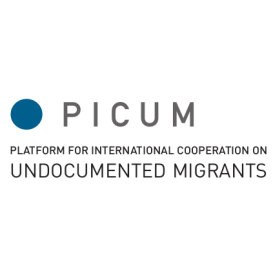 PICUM
PLATFORM FOR INTERNATIONAL COOPERATION ON
UNDOCUMENTED MIGRANTS